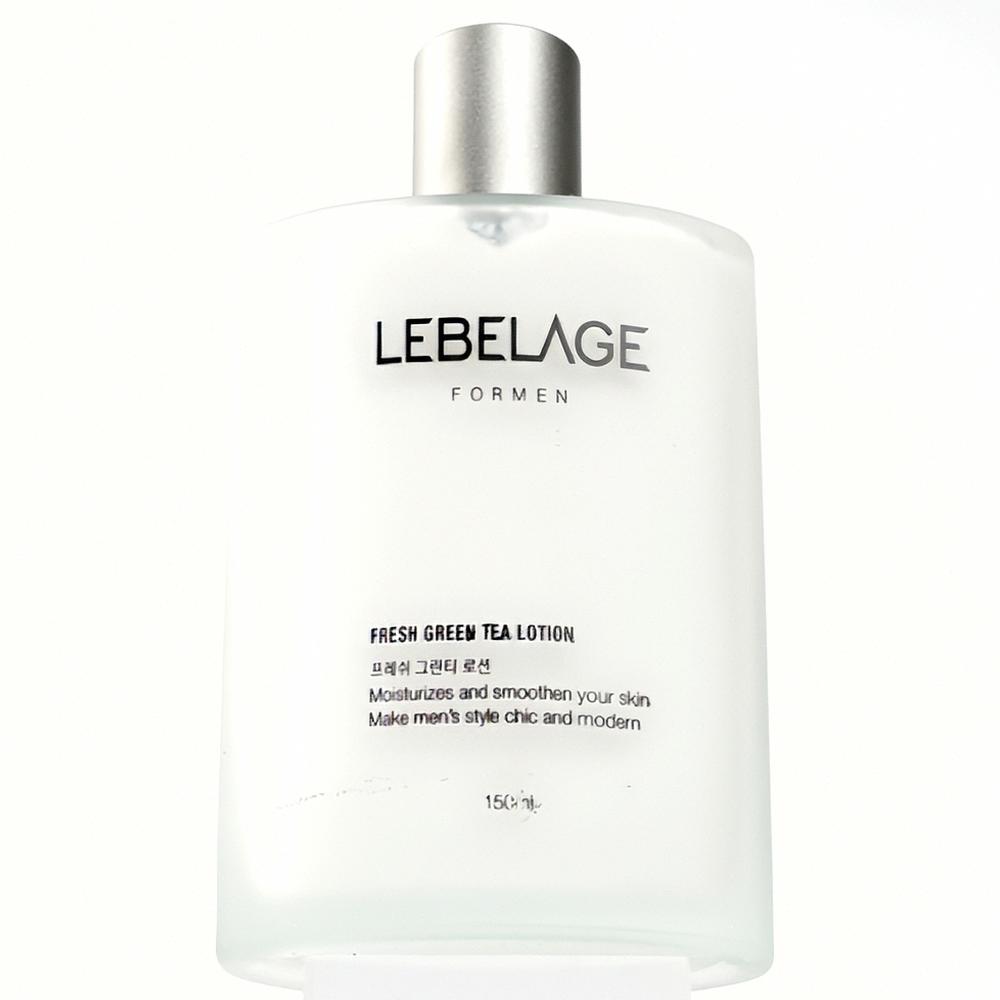 LEBELAGE
FORMEN
FRESH GREEN TEA LOTION
프레쉬 그린티 로션
Moisturizes and smoothen your skin
Make men's style chic and modern